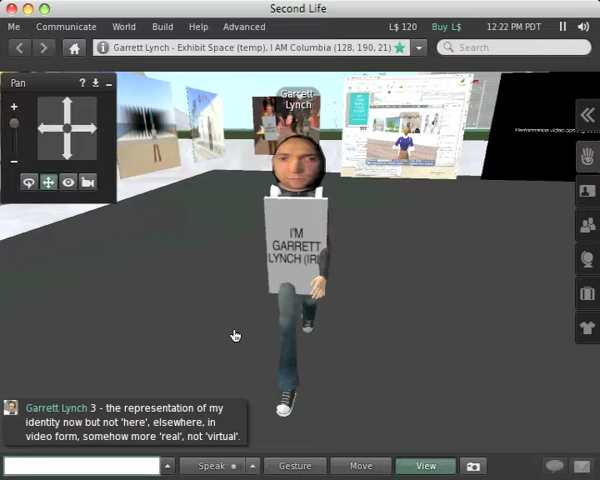 Second Life
Me Communicate World Build Help Advanced
L$ 120 Buy L$ 12:22 PM PDT
Garrett Lynch - Exhibit Space (temp), I AM Columbia (128, 190, 21)
Search
Pan
Garrett
Lynch
I'M
GARRETT
LYNCH (IRL
Garrett Lynch 3 - the representation of my
identity now but not 'here', elsewhere, in
video form, somehow more 'real', not 'virtual'.
Speak Gesture Move View